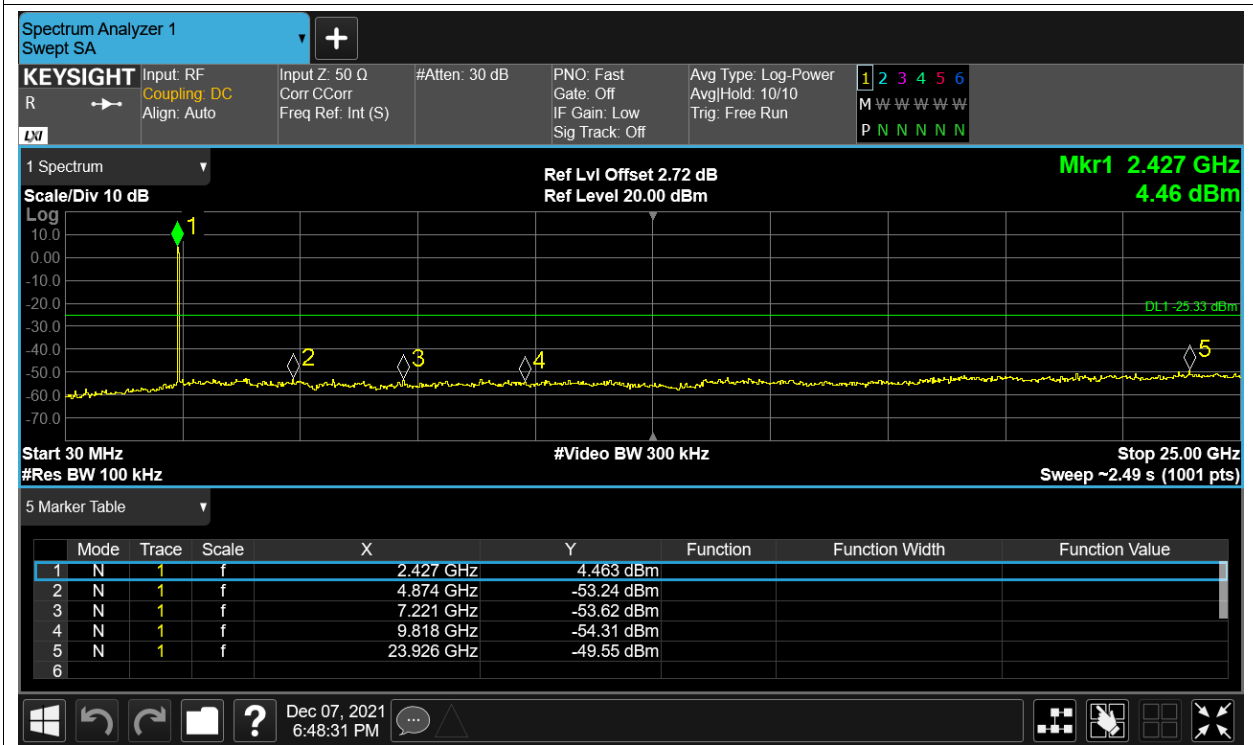 Spectrum Analyzer 1
Swept SA
KEYSIGHT Input: RF Input Z: 50 Ω #Atten: 30 dB PNO: Fast Avg Type: Log-Power 1 2 3 4 5 6
R Coupling: DC Corr CCorr Gate: Off Avg|Hold: 10/10 M W W W W W
Align: Auto Freq Ref: Int (S) IF Gain: Low Trig: Free Run
LXI Sig Track: Off P N N N N N
1 Spectrum Ref Lvl Offset 2.72 dB Mkr1 2.427 GHz
Scale/Div 10 dB Ref Level 20.00 dBm 4.46 dBm
Log
1
10.0
0.00
-10.0
-20.0
DL1 -25.33 dBm
-30.0
-40.0
2 3 4 5
-50.0
-60.0
-70.0
Start 30 MHz #Video BW 300 kHz Stop 25.00 GHz
#Res BW 100 kHz Sweep ~2.49 s (1001 pts)
5 Marker Table
Mode Trace Scale X Y Function Function Width Function Value
1 N 1 f 2.427 GHz 4.463 dBm
2 N 1 f 4.874 GHz -53.24 dBm
3 N 1 f 7.221 GHz -53.62 dBm
4 N 1 f 9.818 GHz -54.31 dBm
5 N 1 f 23.926 GHz -49.55 dBm
6
? Dec 07, 2021
6:48:31 PM